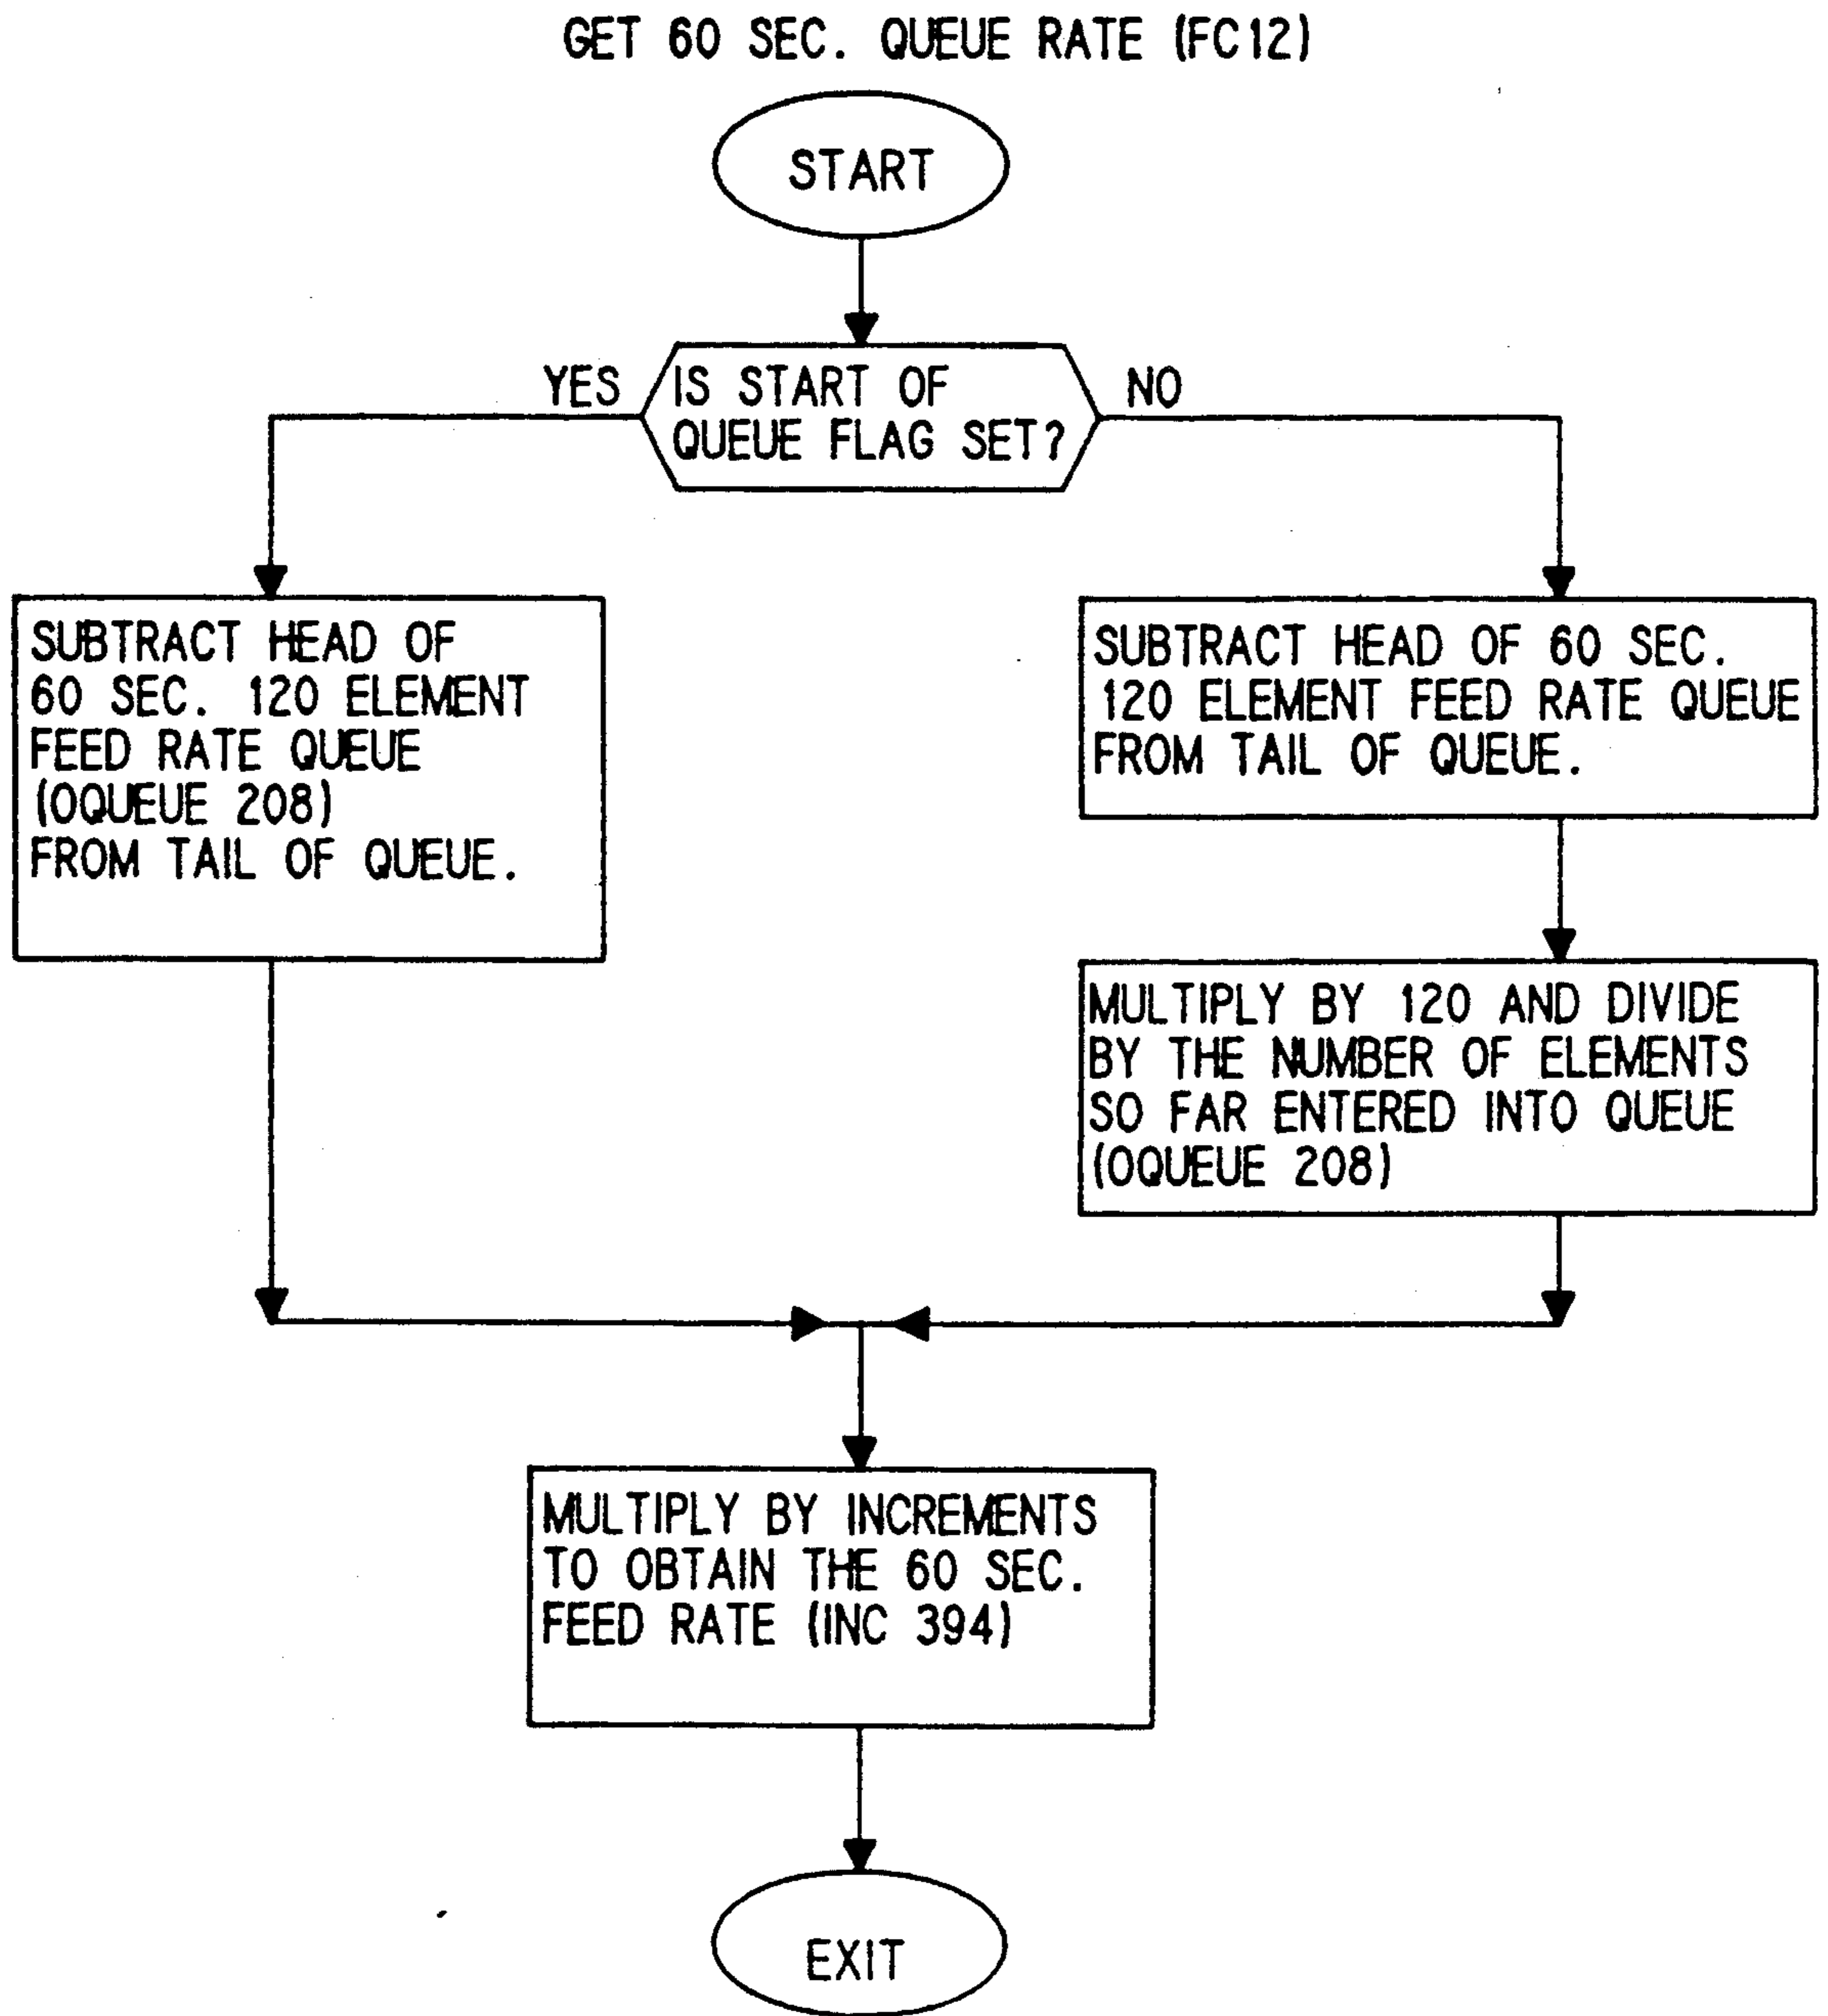 GET 60 SEC. QUEUE RATE (FC12)
START
YES
IS START OF
QUEUE FLAG SET?
NO
SUBTRACT HEAD OF
60 SEC. 120 ELEMENT
FEED RATE QUEUE
(OQUEUE 208)
FROM TAIL OF QUEUE.
SUBTRACT HEAD OF 60 SEC.
120 ELEMENT FEED RATE QUEUE
FROM TAIL OF QUEUE.
MULTIPLY BY 120 AND DIVIDE
BY THE NUMBER OF ELEMENTS
SO FAR ENTERED INTO QUEUE
(OQUEUE 208)
MULTIPLY BY INCREMENTS
TO OBTAIN THE 60 SEC.
FEED RATE (INC 394)
EXIT